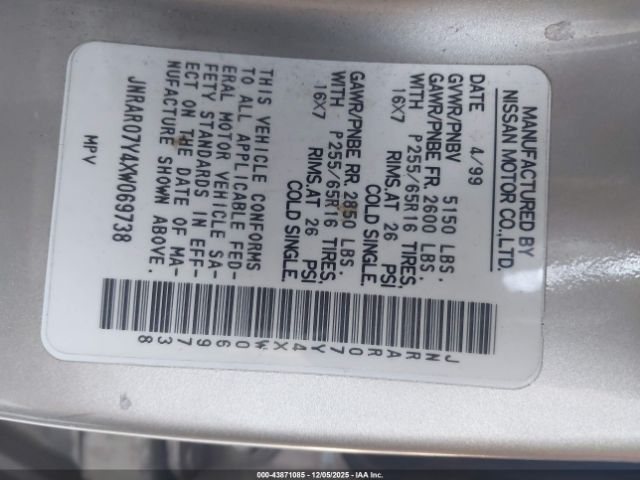 MANUFACTURED BY
NISSAN MOTOR CO.,LTD.
DATE 4/99
GVWR/PNBV 5150 LBS.
GAWR/PNBE FR. 2600 LBS.
WITH P255/65R16 TIRES,
16X7 RIMS,AT 26 PSI
COLD SINGLE.
GAWR/PNBE RR. 2850 LBS.
WITH P255/65R16 TIRES,
16X7 RIMS,AT 26 PSI
COLD SINGLE.
THIS VEHICLE CONFORMS
TO ALL APPLICABLE FED-
ERAL MOTOR VEHICLE SA-
FETY STANDARDS IN EFF-
ECT ON THE DATE OF MA-
NUFACTURE SHOWN ABOVE.
JNRAR07Y4XW069738
MPV
JNRAR07Y4XW069738
000-43871085 - 12/05/2025 - IAA Inc.